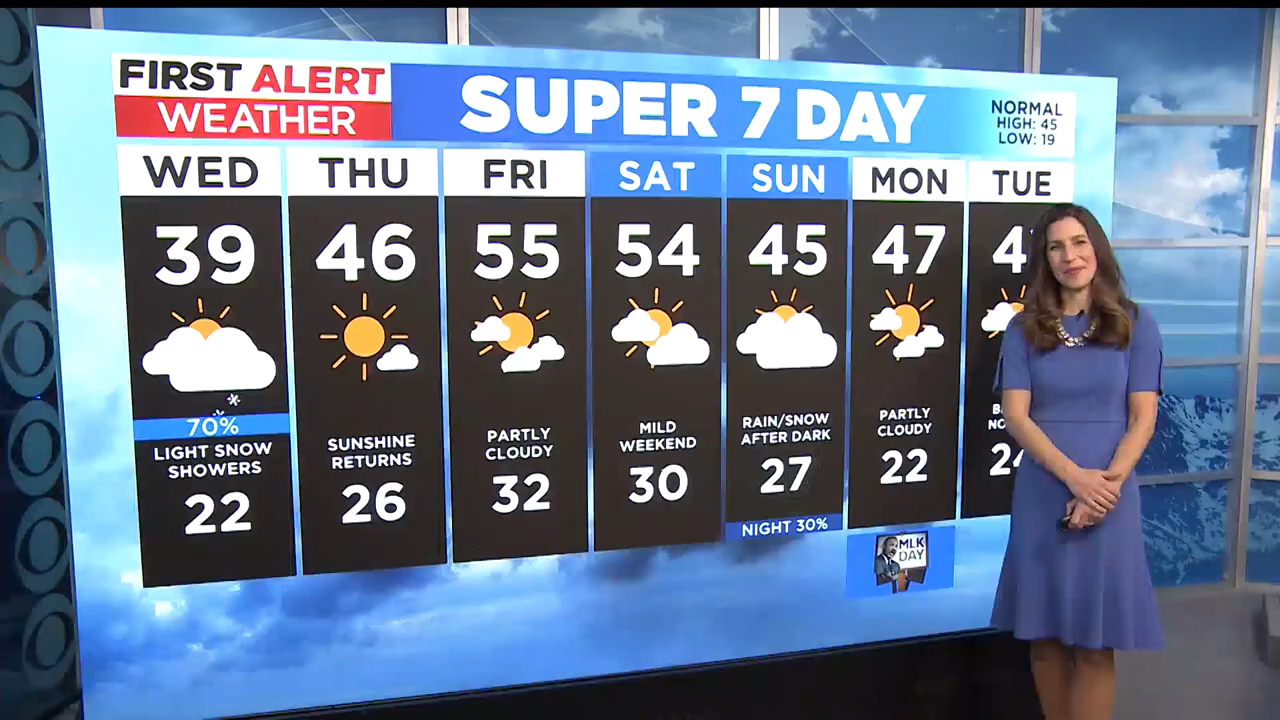 FIRST ALERT
WEATHER
SUPER 7 DAY
NORMAL
HIGH: 45
LOW: 19
WED
39
70%
LIGHT SNOW
SHOWERS
22
THU
46
SUNSHINE
RETURNS
26
FRI
55
PARTLY
CLOUDY
32
SAT
54
MILD
WEEKEND
30
SUN
45
RAIN/SNOW
AFTER DARK
27
NIGHT 30%
MON
47
PARTLY
CLOUDY
22
MLK
DAY
TUE